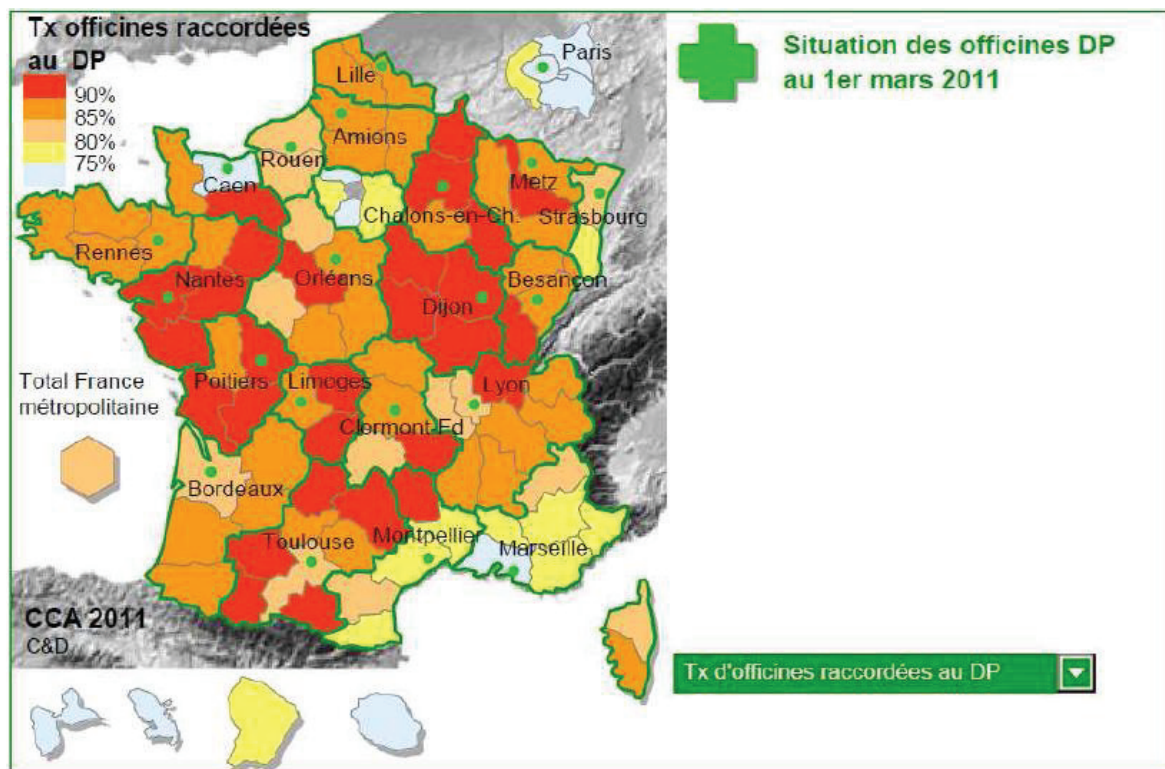 Tx officines raccordées
au DP
90%
85%
80%
75%
Paris
Situation des officines DP
au 1er mars 2011
Lille
Amions
Rouen
Caen
Metz
Chalons-en-Ch.
Strasbourg
Rennes
Nantes
Orléans
Besançon
Dijon
Total France
métropolitaine
Poitiers
Limoges
Lyon
Clormont-Fd
Bordeaux
Toulouse
Montpellier
Marseille
CCA 2011
C&D
Tx d'officines raccordées au DP